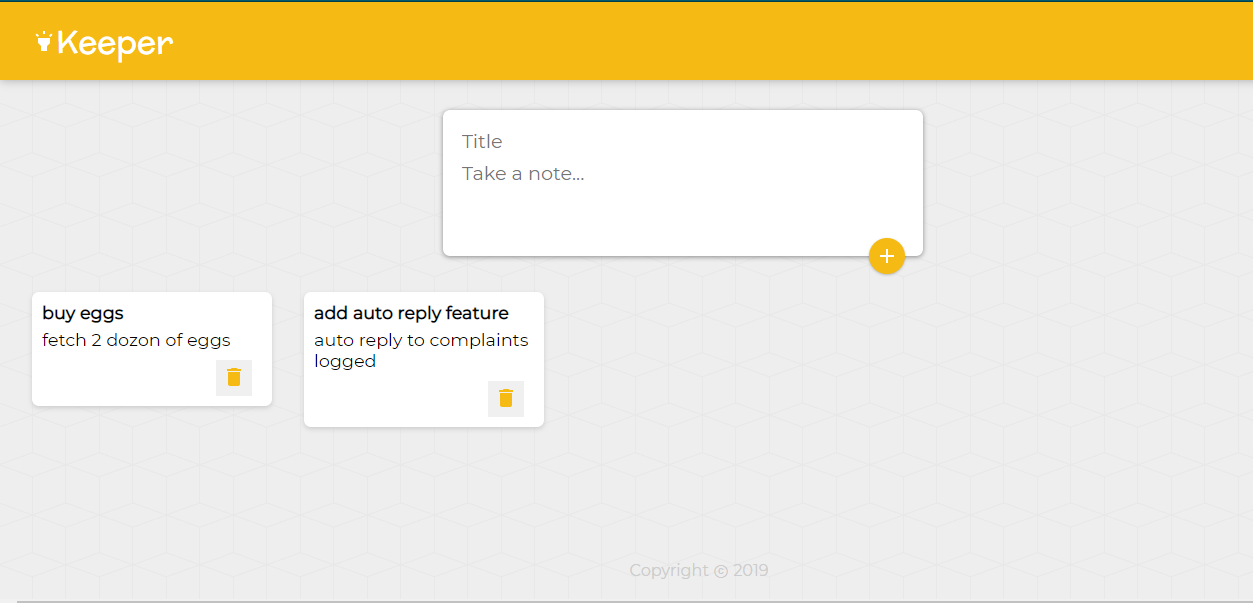 Keeper
Title
Take a note...
buy eggs
fetch 2 dozon of eggs
add auto reply feature
auto reply to complaints
logged
Copyright © 2019